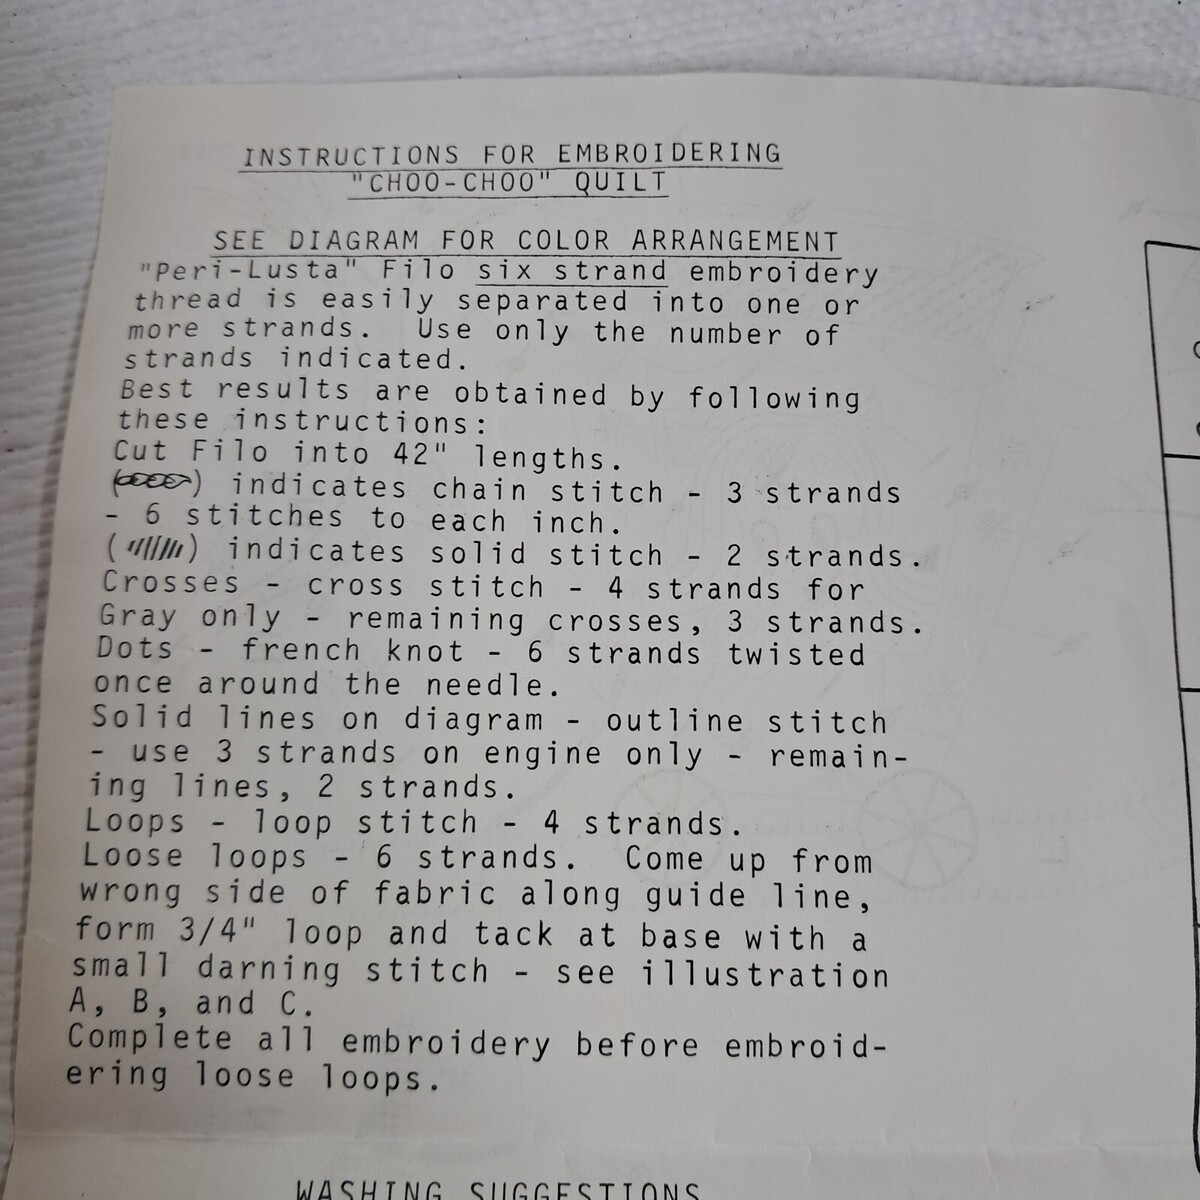 INSTRUCTIONS FOR EMBROIDERING
"CHOO-CHOO" QUILT
SEE DIAGRAM FOR COLOR ARRANGEMENT
"Peri-Lusta" Filo six strand embroidery
thread is easily separated into one or
more strands. Use only the number of
strands indicated.
Best results are obtained by following
these instructions:
Cut Filo into 42" lengths.
( ) indicates chain stitch - 3 strands
- 6 stitches to each inch.
( ) indicates solid stitch - 2 strands.
Crosses - cross stitch - 4 strands for
Gray only - remaining crosses, 3 strands.
Dots - french knot - 6 strands twisted
once around the needle.
Solid lines on diagram - outline stitch
- use 3 strands on engine only - remain-
ing lines, 2 strands.
Loops - loop stitch - 4 strands.
Loose loops - 6 strands. Come up from
wrong side of fabric along guide line,
form 3/4" loop and tack at base with a
small darning stitch - see illustration
A, B, and C.
Complete all embroidery before embroid-
ering loose loops.
WASHING SUGGESTIONS